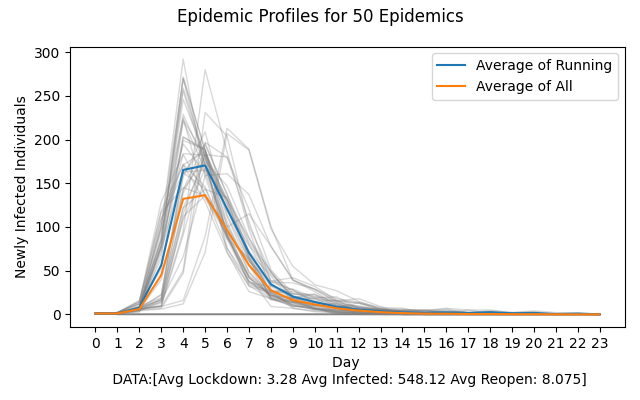 Epidemic Profiles for 50 Epidemics
300
250
200
150
100
50
0
Newly Infected Individuals
Average of Running
Average of All
0 1 2 3 4 5 6 7 8 9 10 11 12 13 14 15 16 17 18 19 20 21 22 23
Day
DATA:[Avg Lockdown: 3.28 Avg Infected: 548.12 Avg Reopen: 8.075]